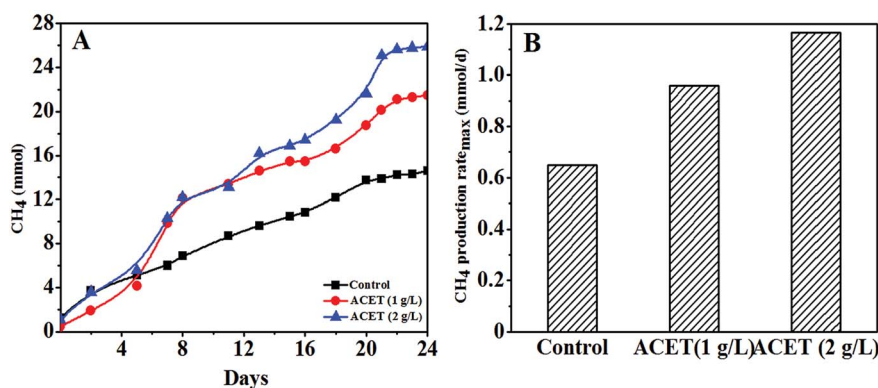 A
CH4 (mmol)
28
24
20
16
12
8
4
0
4
8
12
16
20
24
Days
Control
ACET (1 g/L)
ACET (2 g/L)
B
CH4 production ratemax (mmol/d)
1.2
1.0
0.8
0.6
0.4
0.2
0
Control
ACET(1 g/L)
ACET (2 g/L)